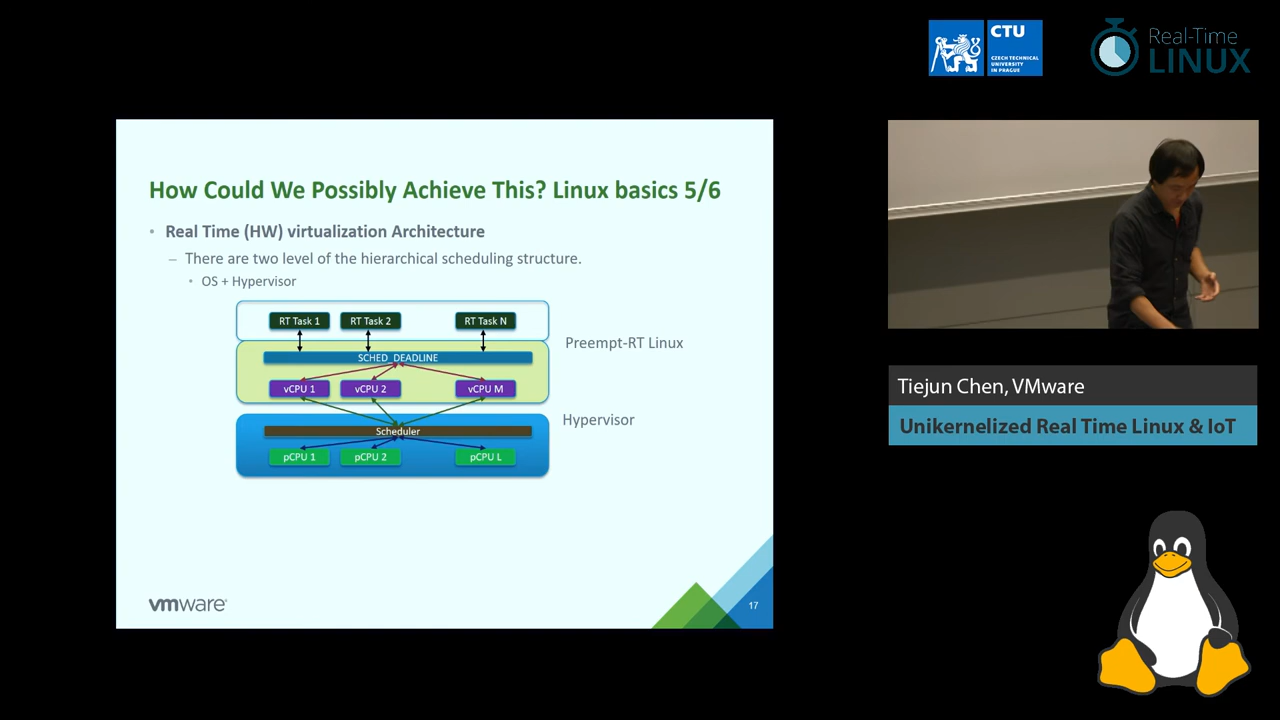 CTU
CZECH TECHNICAL
UNIVERSITY
IN PRAGUE
Real-Time
LINUX
How Could We Possibly Achieve This? Linux basics 5/6
• Real Time (HW) virtualization Architecture
– There are two level of the hierarchical scheduling structure.
• OS + Hypervisor
RT Task 1
RT Task 2
RT Task N
Preempt-RT Linux
SCHED_DEADLINE
vCPU 1
vCPU 2
vCPU M
Hypervisor
Scheduler
pCPU 1
pCPU 2
pCPU L
vmware
17
Tiejun Chen, VMware
Unikernelized Real Time Linux & IoT